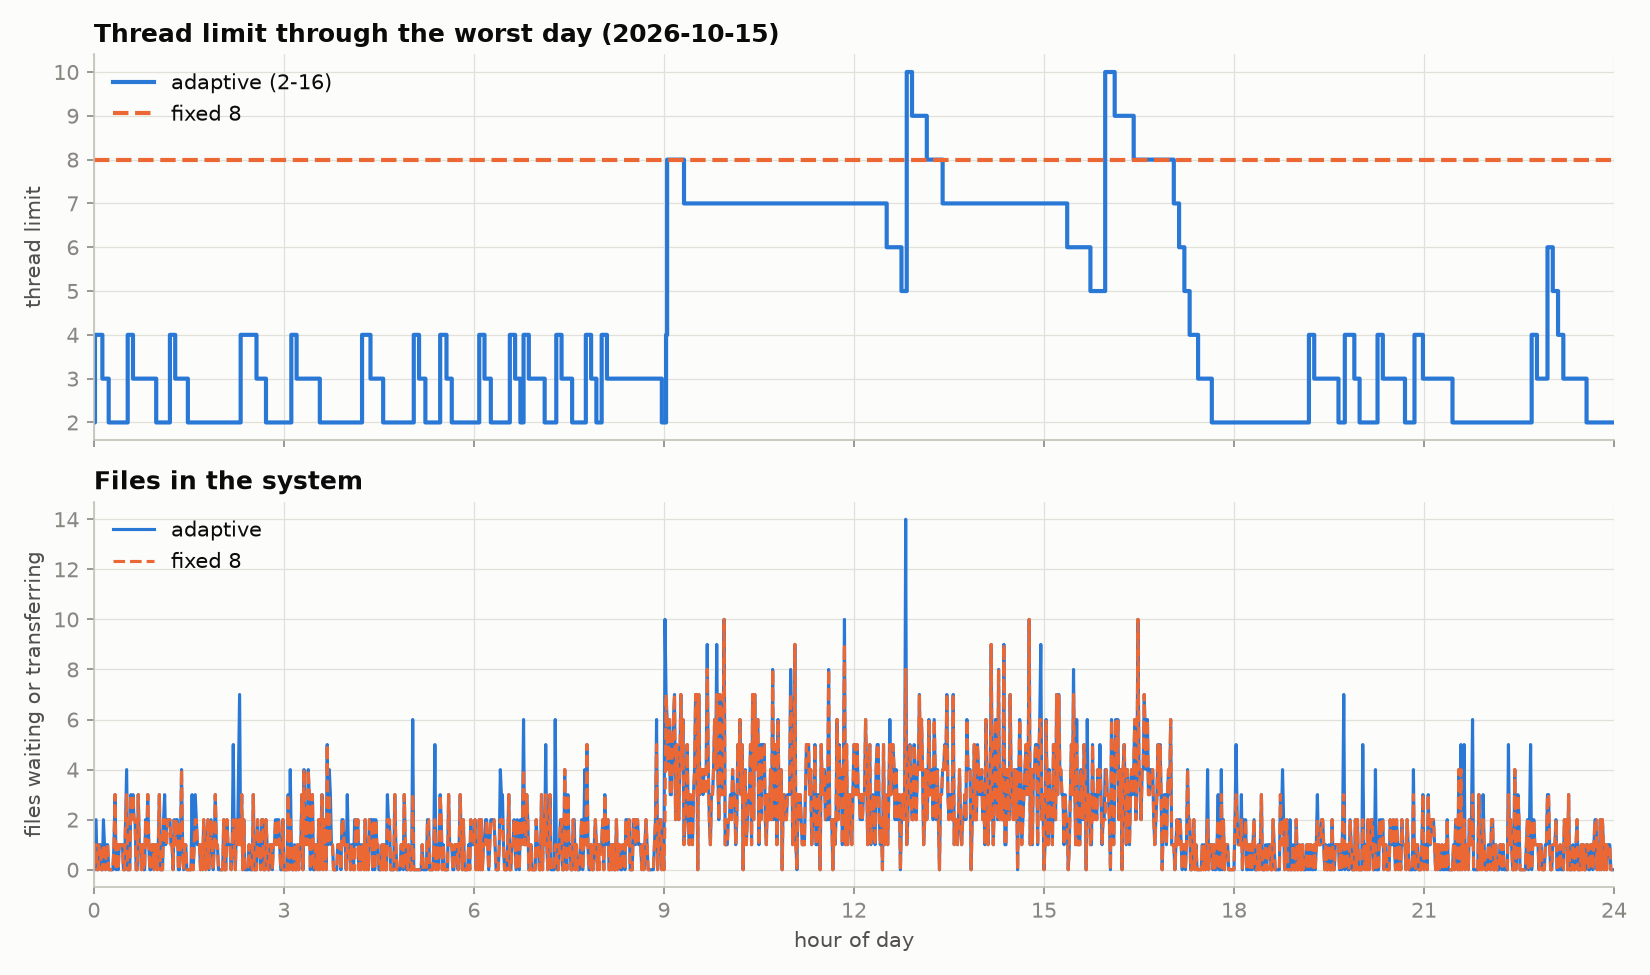 Thread limit through the worst day (2026-10-15)
adaptive (2-16)
fixed 8
thread limit
10
9
8
7
6
5
4
3
2
Files in the system
adaptive
fixed 8
files waiting or transferring
14
12
10
8
6
4
2
0
0 3 6 9 12 15 18 21 24
hour of day